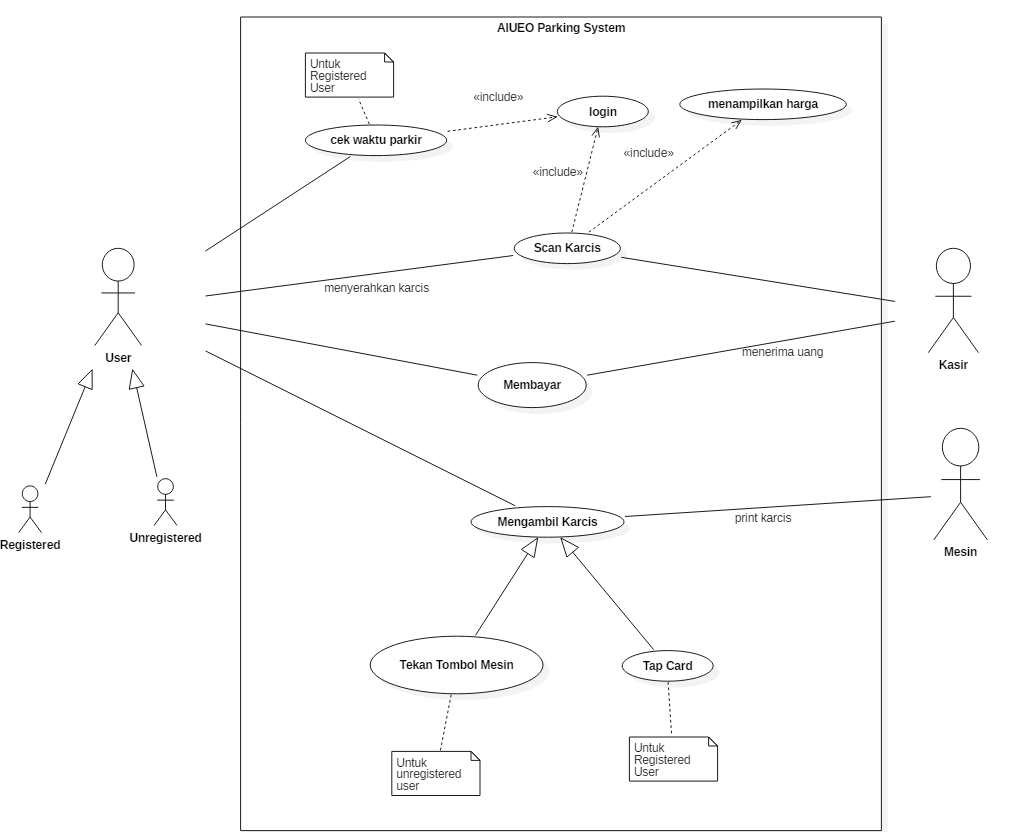 AIUEO Parking System
Untuk
Registered
User
«include»
login
menampilkan harga
cek waktu parkir
«include»
«include»
Scan Karcis
menyerahkan karcis
User
Kasir
menerima uang
Membayar
Registered
Unregistered
Mengambil Karcis
print karcis
Mesin
Tekan Tombol Mesin
Tap Card
Untuk
unregistered
user
Untuk
Registered
User